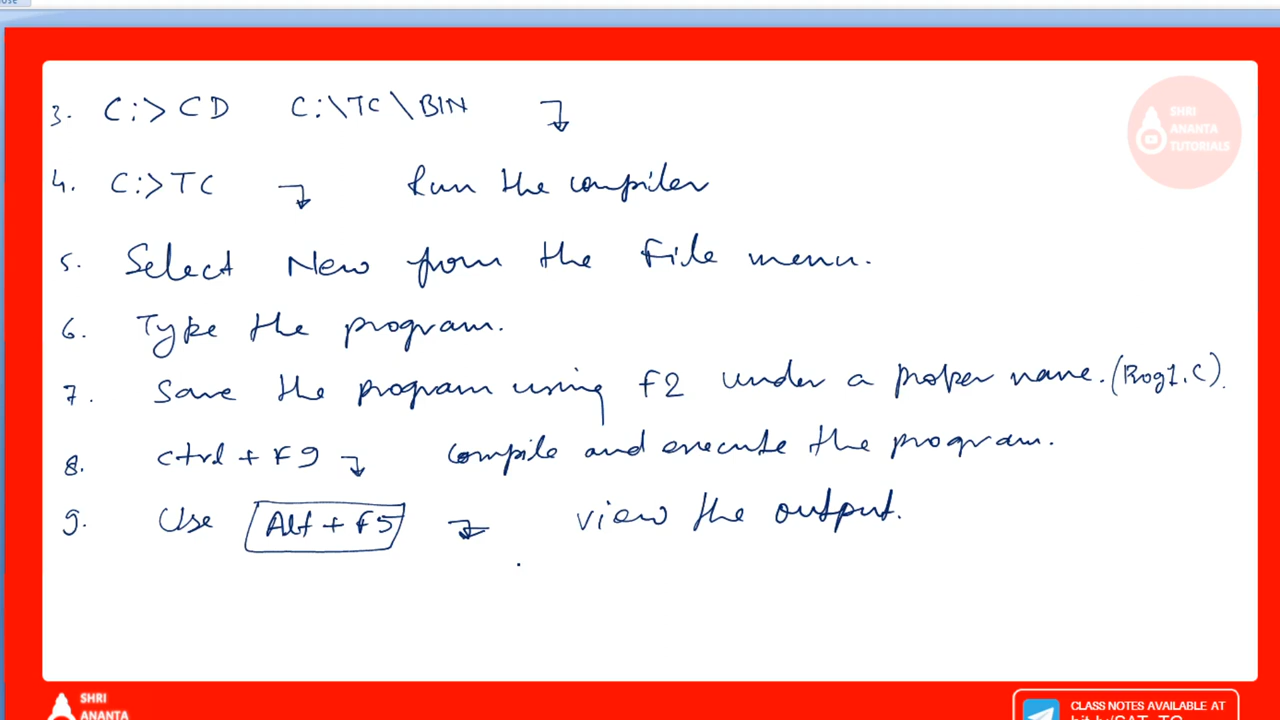 3. C:> CD C:\TC\BIN ↴
4. C:>TC ↴ Run the compiler
5. Select New from the File menu.
6. Type the program.
7. Save the program using F2 under a proper name. (Prog1.C).
8. ctrl + F9 ↴ compile and execute the program.
9. Use Alt + F5 ↴ view the output.
SHRI
ANANTA
TUTORIALS
SHRI
ANANTA
CLASS NOTES AVAILABLE AT